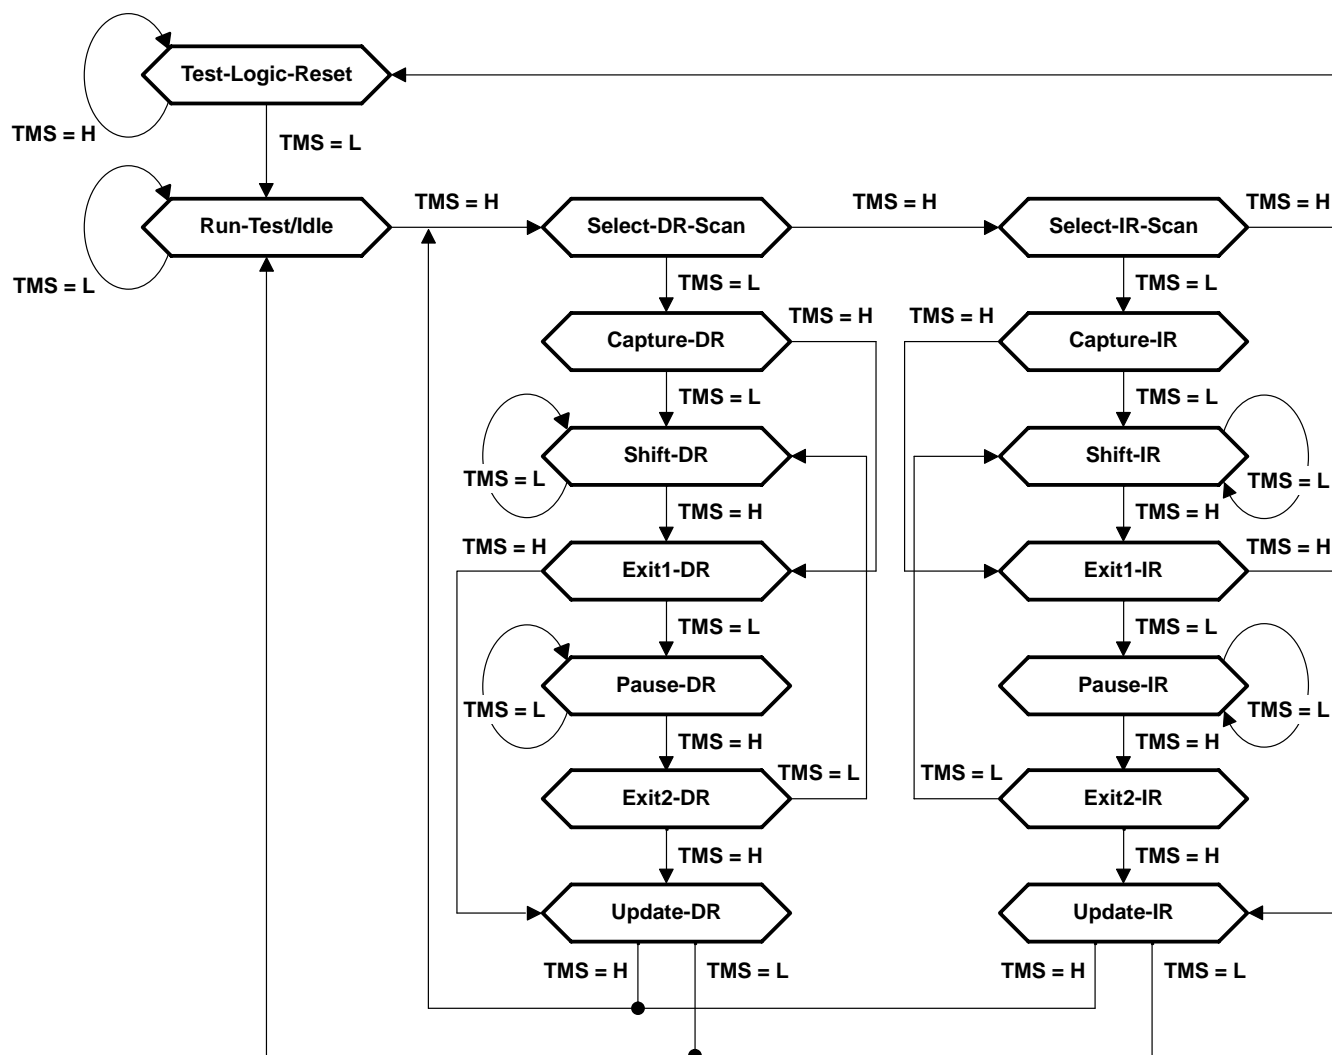 Test-Logic-Reset
TMS = H
TMS = L
TMS = H
TMS = H
TMS = H
Run-Test/Idle
Select-DR-Scan
Select-IR-Scan
TMS = L
TMS = L
TMS = L
TMS = H
TMS = H
Capture-DR
Capture-IR
TMS = L
TMS = L
Shift-DR
Shift-IR
TMS = L
TMS = L
TMS = H
TMS = H
TMS = H
TMS = H
Exit1-DR
Exit1-IR
TMS = L
TMS = L
Pause-DR
Pause-IR
TMS = L
TMS = L
TMS = H
TMS = H
TMS = L
TMS = L
Exit2-DR
Exit2-IR
TMS = H
TMS = H
Update-DR
Update-IR
TMS = H
TMS = L
TMS = H
TMS = L